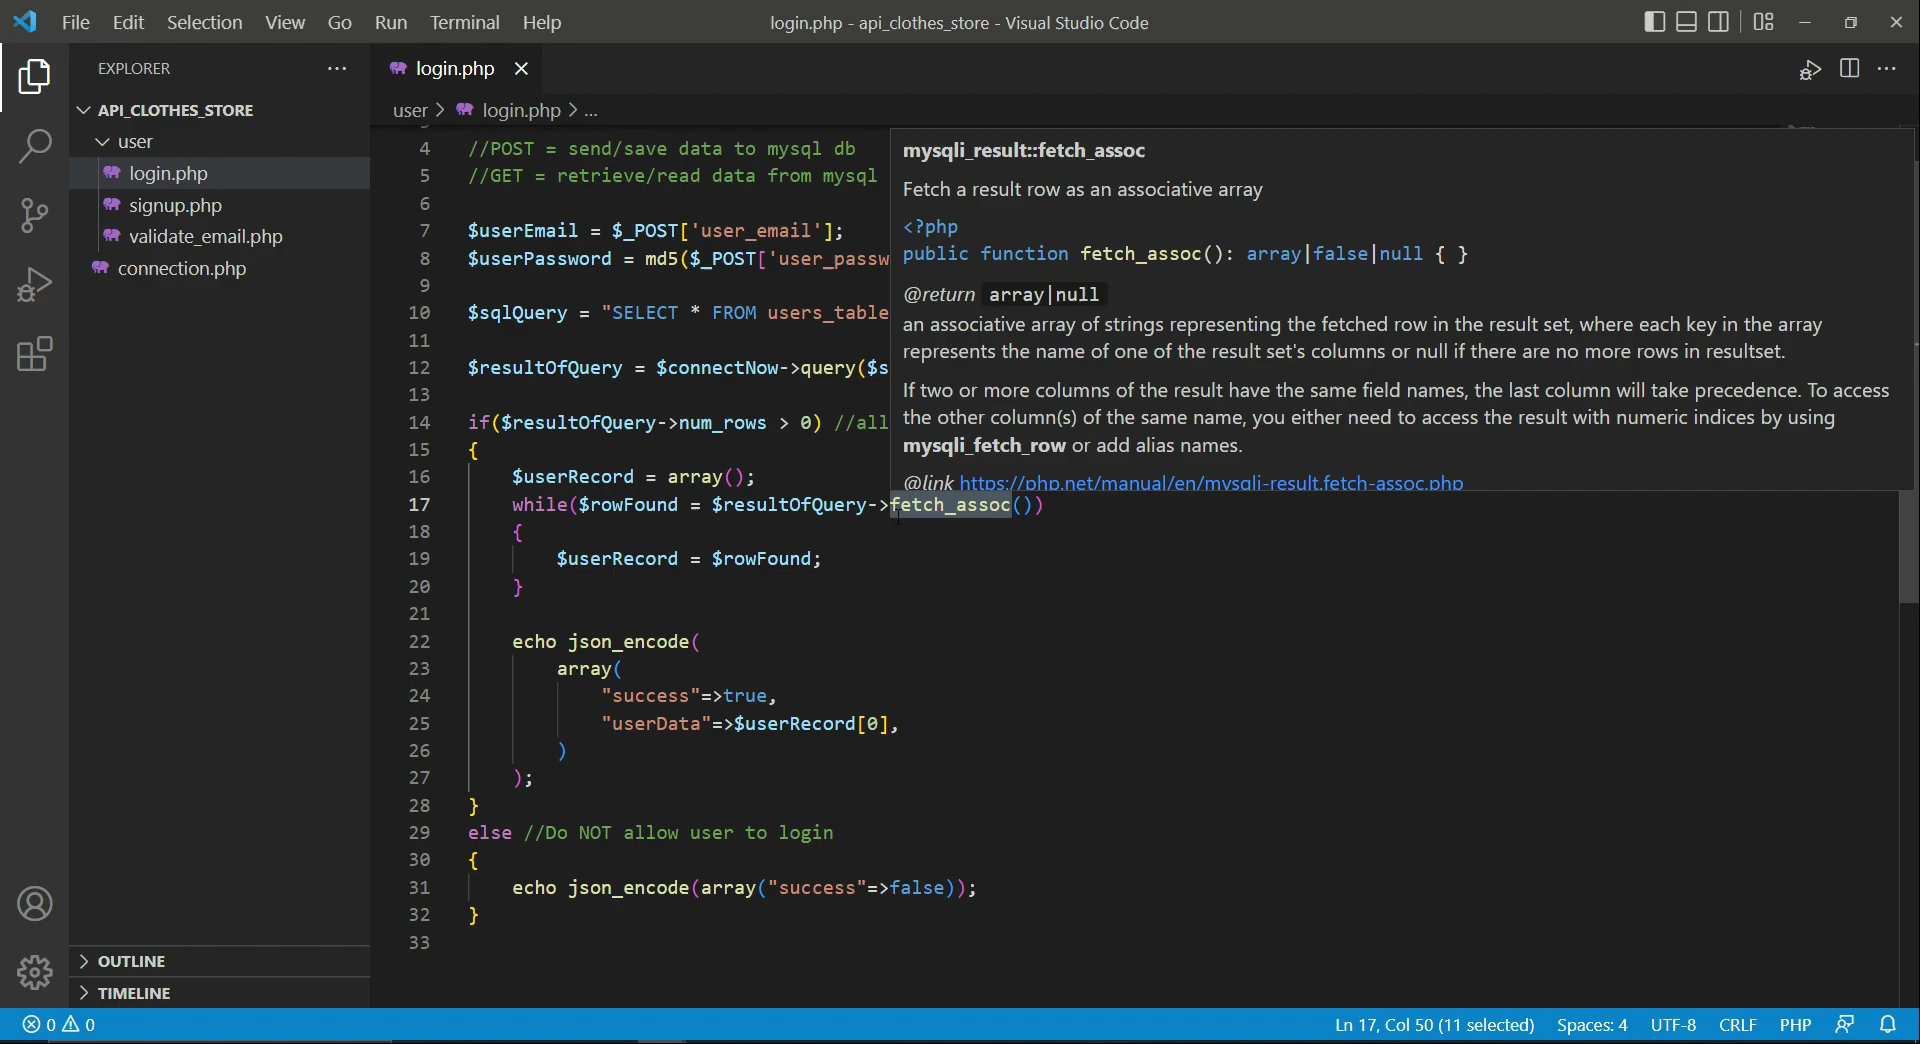 File Edit Selection View Go Run Terminal Help
login.php - api_clothes_store - Visual Studio Code
EXPLORER
API_CLOTHES_STORE
user
login.php
signup.php
validate_email.php
connection.php
OUTLINE
TIMELINE
login.php
user > login.php > ...
4 //POST = send/save data to mysql db
5 //GET = retrieve/read data from mysql
6
7 $userEmail = $_POST['user_email'];
8 $userPassword = md5($_POST['user_passw
9
10 $sqlQuery = "SELECT * FROM users_table
11
12 $resultOfQuery = $connectNow->query($s
13
14 if($resultOfQuery->num_rows > 0) //all
15 {
16 $userRecord = array();
17 while($rowFound = $resultOfQuery->fetch_assoc())
18 {
19 $userRecord = $rowFound;
20 }
21
22 echo json_encode(
23 array(
24 "success"=>true,
25 "userData"=>$userRecord[0],
26 )
27 );
28 }
29 else //Do NOT allow user to login
30 {
31 echo json_encode(array("success"=>false));
32 }
33
mysqli_result::fetch_assoc
Fetch a result row as an associative array
<?php
public function fetch_assoc(): array|false|null { }
@return array|null
an associative array of strings representing the fetched row in the result set, where each key in the array
represents the name of one of the result set's columns or null if there are no more rows in resultset.
If two or more columns of the result have the same field names, the last column will take precedence. To access
the other column(s) of the same name, you either need to access the result with numeric indices by using
mysqli_fetch_row or add alias names.
@link https://php.net/manual/en/mysqli-result.fetch-assoc.php
0 0
Ln 17, Col 50 (11 selected) Spaces: 4 UTF-8 CRLF PHP